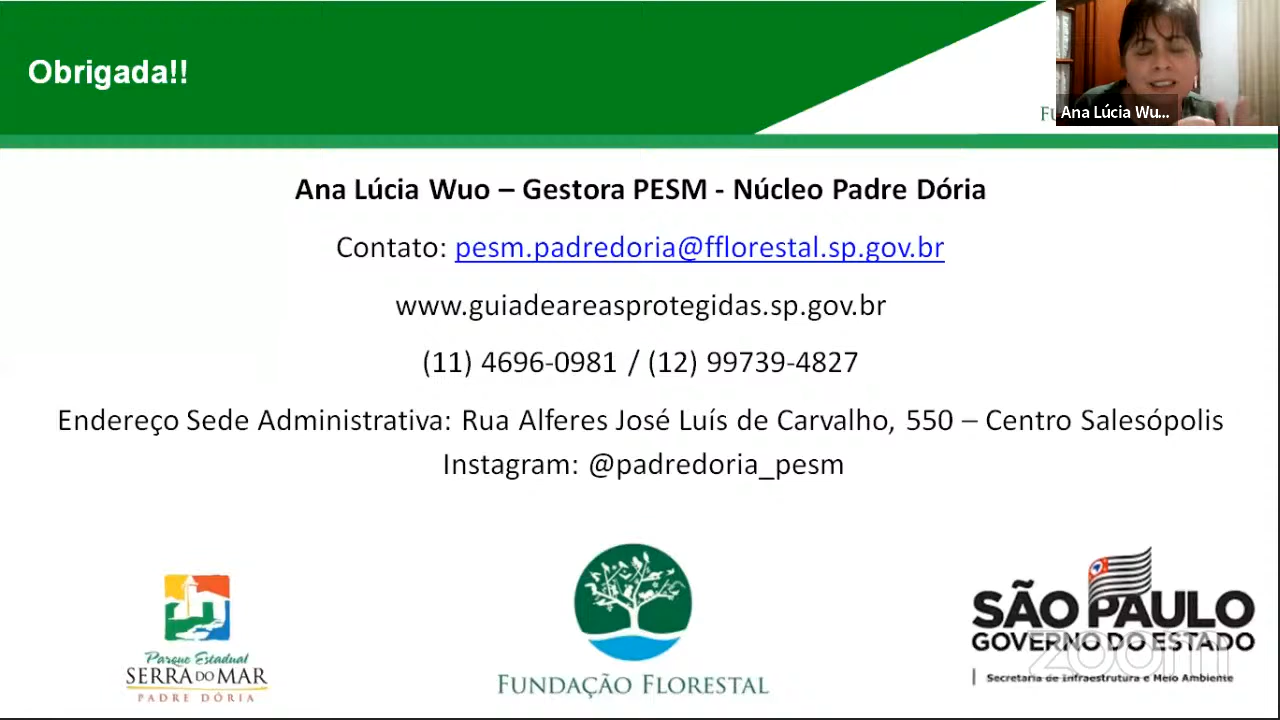 Obrigada!!
Ana Lúcia Wu...
Ana Lúcia Wuo – Gestora PESM - Núcleo Padre Dória
Contato: pesm.padredoria@fflorestal.sp.gov.br
www.guiadeareasprotegidas.sp.gov.br
(11) 4696-0981 / (12) 99739-4827
Endereço Sede Administrativa: Rua Alferes José Luís de Carvalho, 550 – Centro Salesópolis
Instagram: @padredoria_pesm
Parque Estadual
SERRA DO MAR
PADRE DÓRIA
FUNDAÇÃO FLORESTAL
SÃO PAULO
GOVERNO DO ESTADO
Secretaria de Infraestrutura e Meio Ambiente
zoom